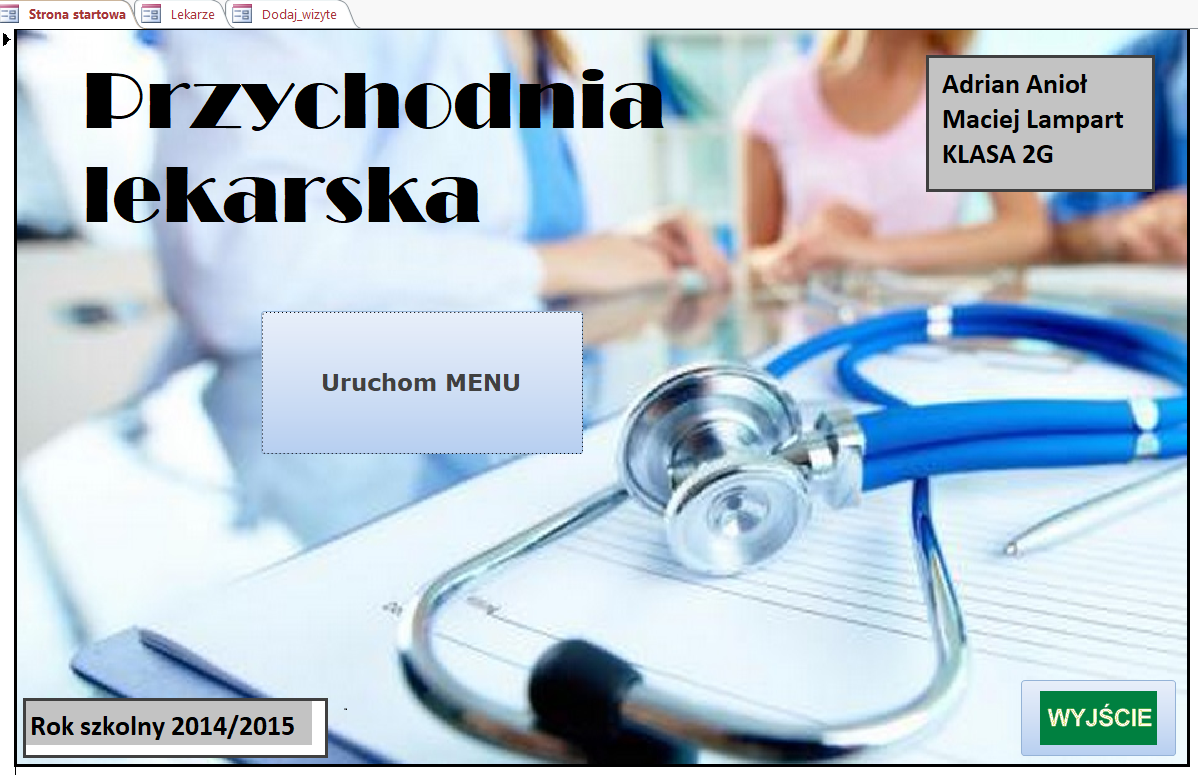 Strona startowa
Lekarze
Dodaj_wizyte
Przychodnia
lekarska
Adrian Anioł
Maciej Lampart
KLASA 2G
Uruchom MENU
Rok szkolny 2014/2015
WYJŚCIE